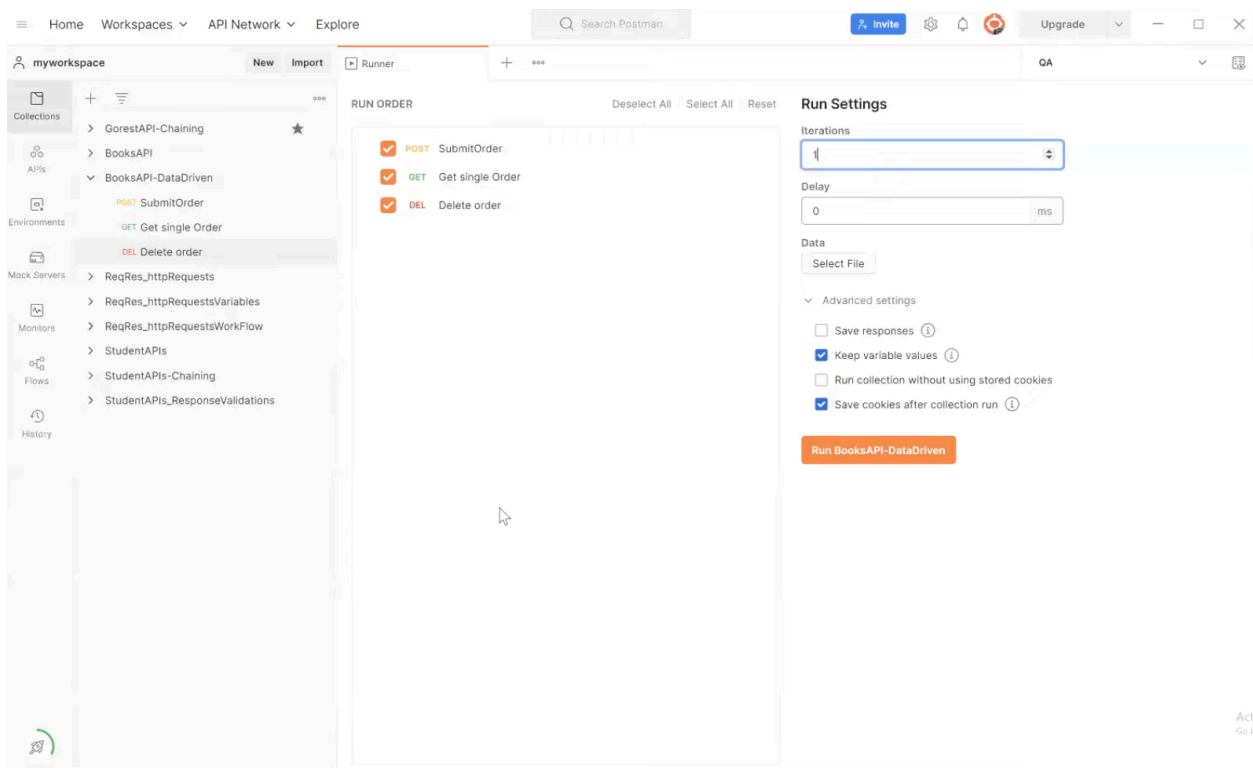 Home Workspaces API Network Explore Search Postman Invite Upgrade
myworkspace New Import Runner QA
Collections
APIs
Environments
Mock Servers
Monitors
Flows
History
GorestAPI-Chaining
BooksAPI
BooksAPI-DataDriven
POST SubmitOrder
GET Get single Order
DEL Delete order
ReqRes_httpRequests
ReqRes_httpRequestsVariables
ReqRes_httpRequestsWorkFlow
StudentAPIs
StudentAPIs-Chaining
StudentAPIs_ResponseValidations
RUN ORDER Deselect All Select All Reset
POST SubmitOrder
GET Get single Order
DEL Delete order
Run Settings
Iterations
1
Delay
0 ms
Data
Select File
Advanced settings
Save responses
Keep variable values
Run collection without using stored cookies
Save cookies after collection run
Run BooksAPI-DataDriven
Act
Go t